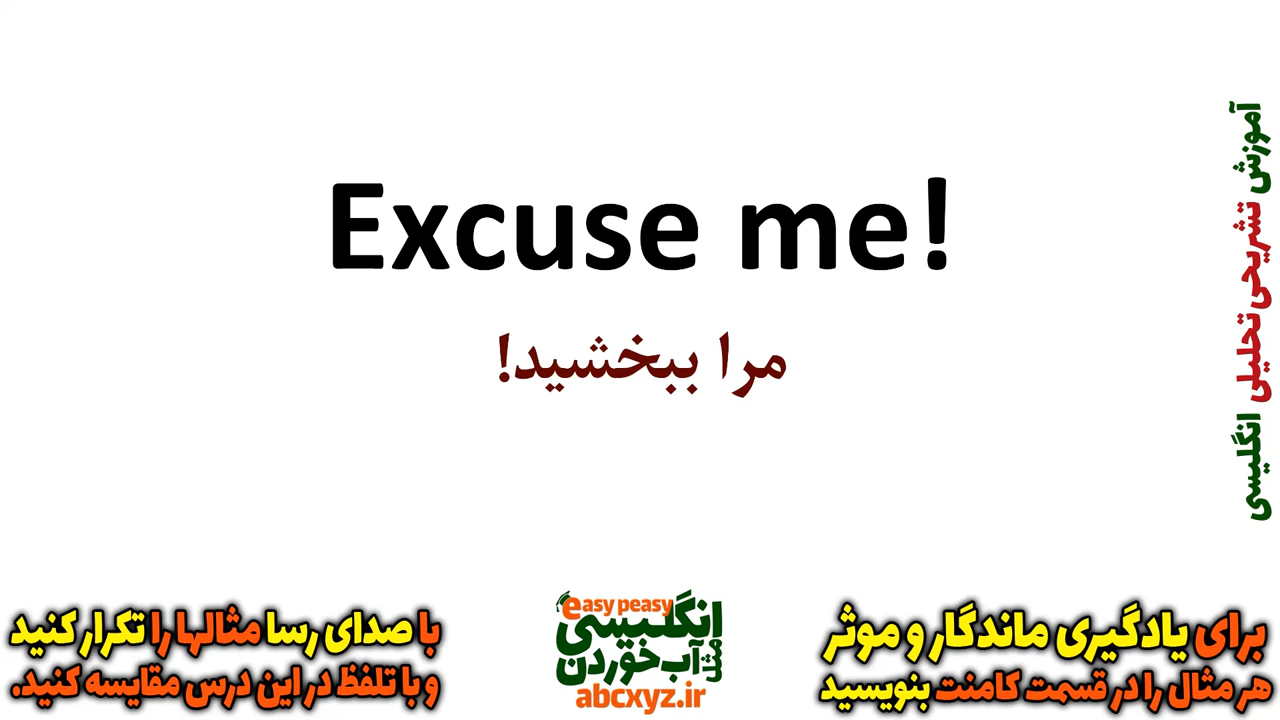 Excuse me!
مرا ببخشید!
آموزش تشریحی تحلیلی انگلیسی
برای یادگیری ماندگار و موثر
هر مثال را در قسمت کامنت بنویسید
easy peasy
انگلیسی
مثل
آب خوردن
abcxyz.ir
با صدای رسا مثالها را تکرار کنید
و با تلفظ در این درس مقایسه کنید.